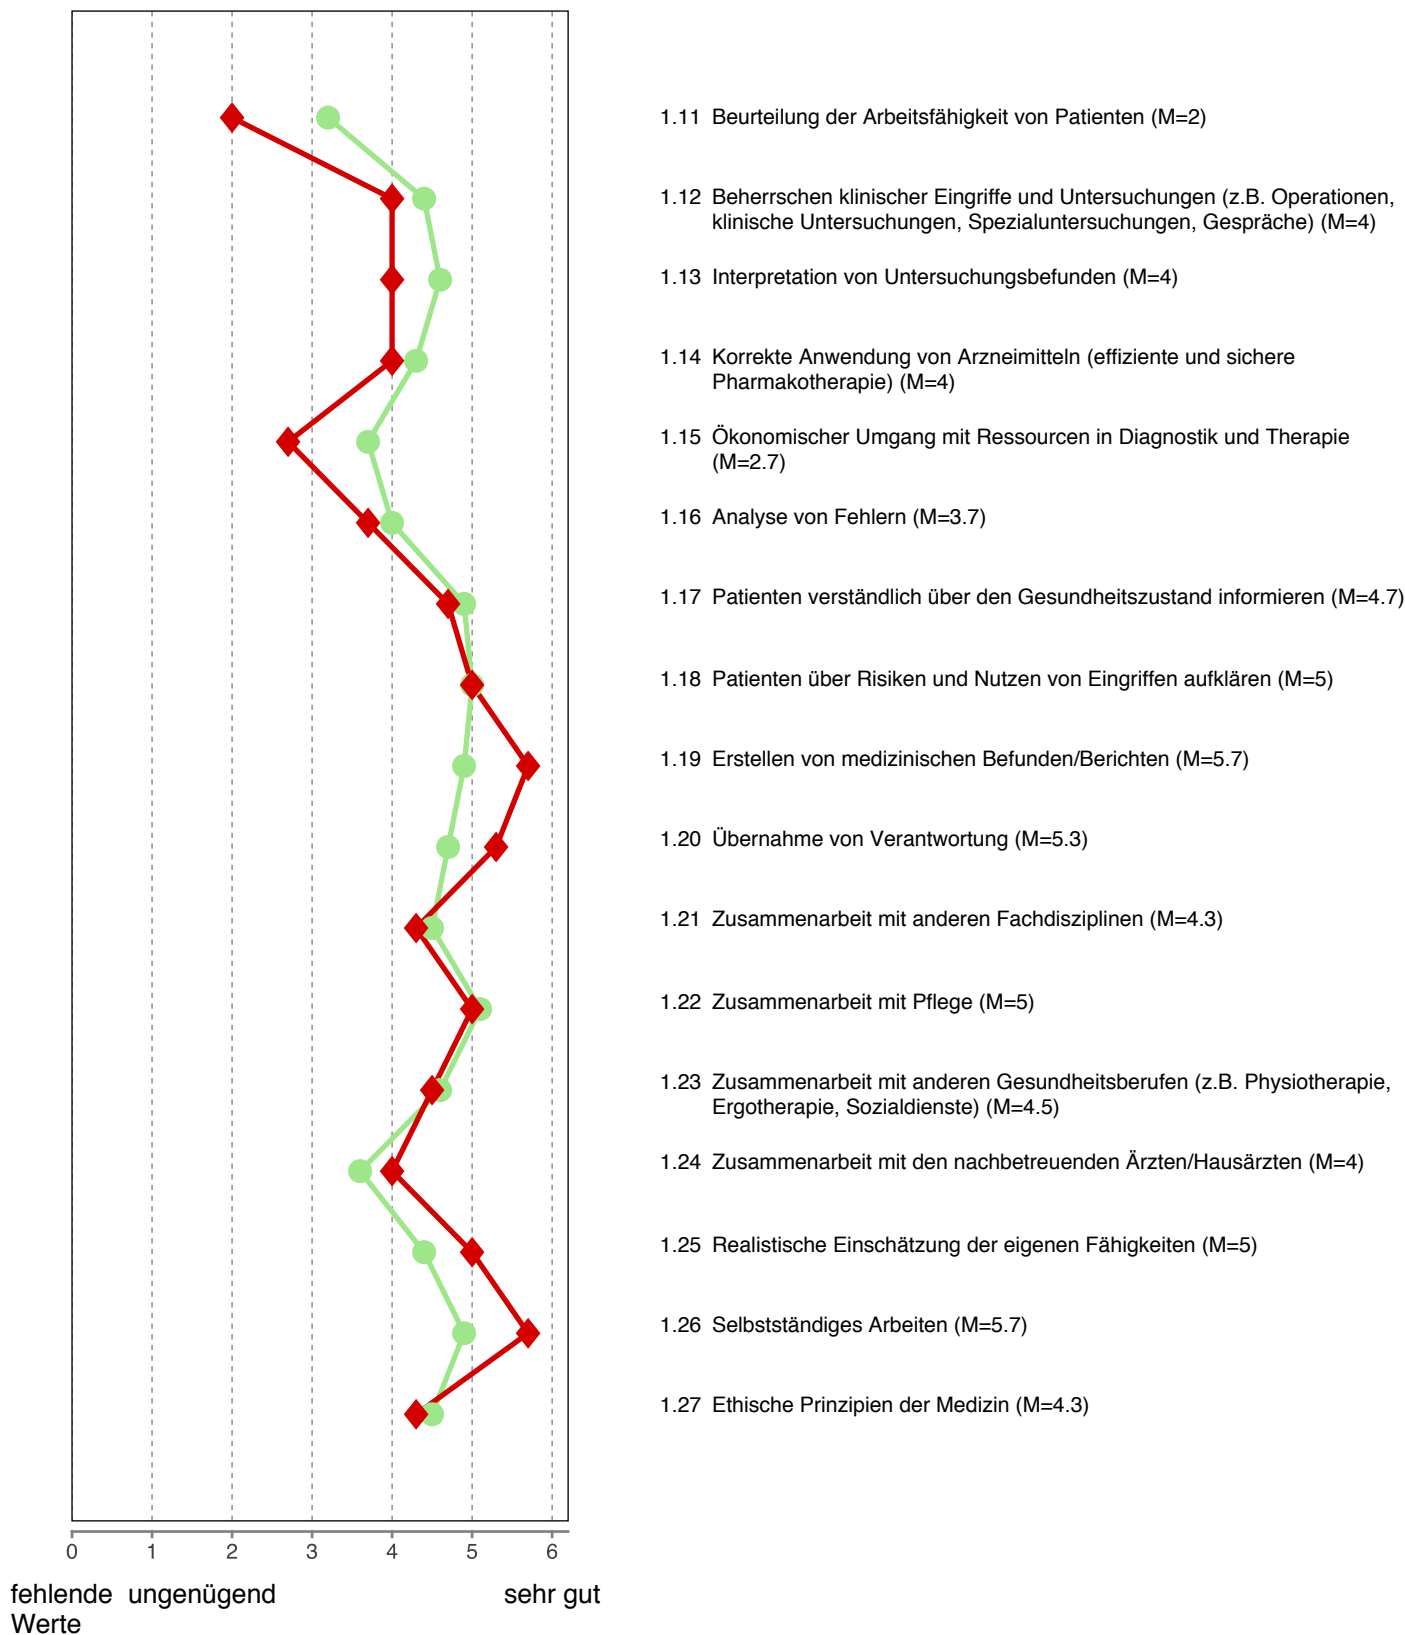 1.11 Beurteilung der Arbeitsfähigkeit von Patienten (M=2)
1.12 Beherrschen klinischer Eingriffe und Untersuchungen (z.B. Operationen,
klinische Untersuchungen, Spezialuntersuchungen, Gespräche) (M=4)
1.13 Interpretation von Untersuchungsbefunden (M=4)
1.14 Korrekte Anwendung von Arzneimitteln (effiziente und sichere
Pharmakotherapie) (M=4)
1.15 Ökonomischer Umgang mit Ressourcen in Diagnostik und Therapie
(M=2.7)
1.16 Analyse von Fehlern (M=3.7)
1.17 Patienten verständlich über den Gesundheitszustand informieren (M=4.7)
1.18 Patienten über Risiken und Nutzen von Eingriffen aufklären (M=5)
1.19 Erstellen von medizinischen Befunden/Berichten (M=5.7)
1.20 Übernahme von Verantwortung (M=5.3)
1.21 Zusammenarbeit mit anderen Fachdisziplinen (M=4.3)
1.22 Zusammenarbeit mit Pflege (M=5)
1.23 Zusammenarbeit mit anderen Gesundheitsberufen (z.B. Physiotherapie,
Ergotherapie, Sozialdienste) (M=4.5)
1.24 Zusammenarbeit mit den nachbetreuenden Ärzten/Hausärzten (M=4)
1.25 Realistische Einschätzung der eigenen Fähigkeiten (M=5)
1.26 Selbstständiges Arbeiten (M=5.7)
1.27 Ethische Prinzipien der Medizin (M=4.3)
0 1 2 3 4 5 6
fehlende ungenügend sehr gut
Werte